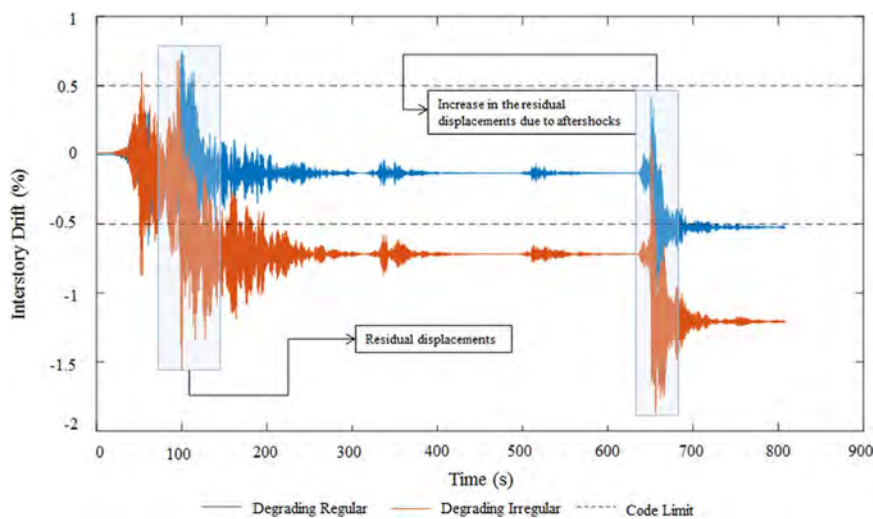 1
0.5
0
-0.5
-1
-1.5
-2
Interstory Drift (%)
Increase in the residual
displacements due to aftershocks
Residual displacements
0
100
200
300
400
500
600
700
800
900
Time (s)
Degrading Regular
Degrading Irregular
Code Limit